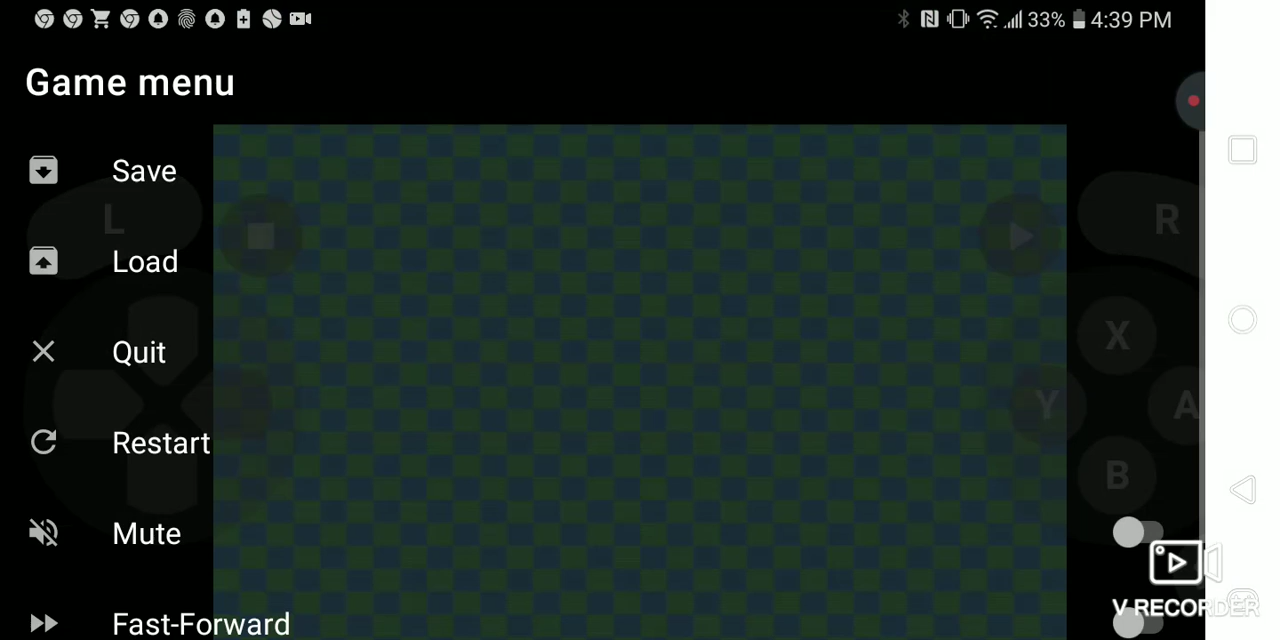 33% 4:39 PM
Game menu
Save
L
R
Load
X
Quit
Y
A
Restart
B
Mute
V RECORDER
Fast-Forward